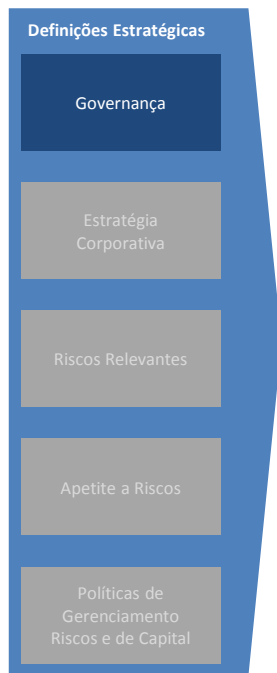 Definições Estratégicas
Governança
Estratégia
Corporativa
Riscos Relevantes
Apetite a Riscos
Políticas de
Gerenciamento
Riscos e de Capital